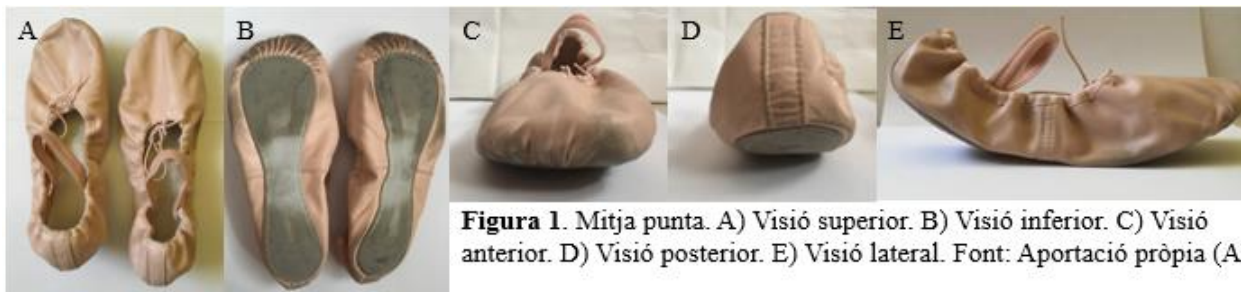 A B C D E
Figura 1. Mitja punta. A) Visió superior. B) Visió inferior. C) Visió
anterior. D) Visió posterior. E) Visió lateral. Font: Aportació pròpia (A